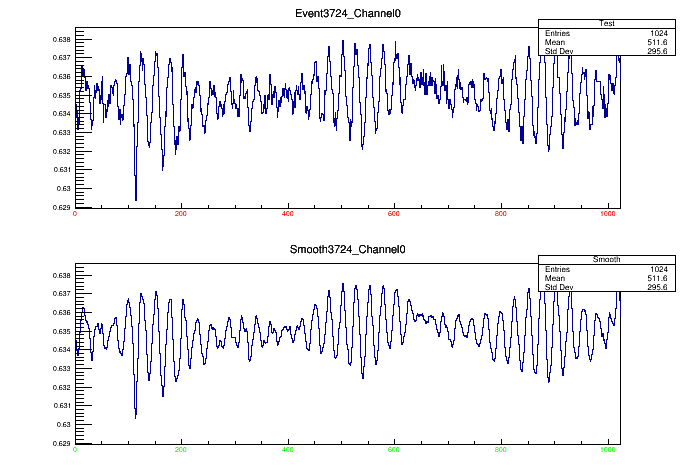 Event3724_Channel0
Test
Entries 1024
Mean 511.6
Std Dev 295.6
0.638
0.637
0.636
0.635
0.634
0.633
0.632
0.631
0.63
0.629
0 200 400 600 800 1000
Smooth3724_Channel0
Smooth
Entries 1024
Mean 511.6
Std Dev 295.6
0.638
0.637
0.636
0.635
0.634
0.633
0.632
0.631
0.63
0.629
0 200 400 600 800 1000